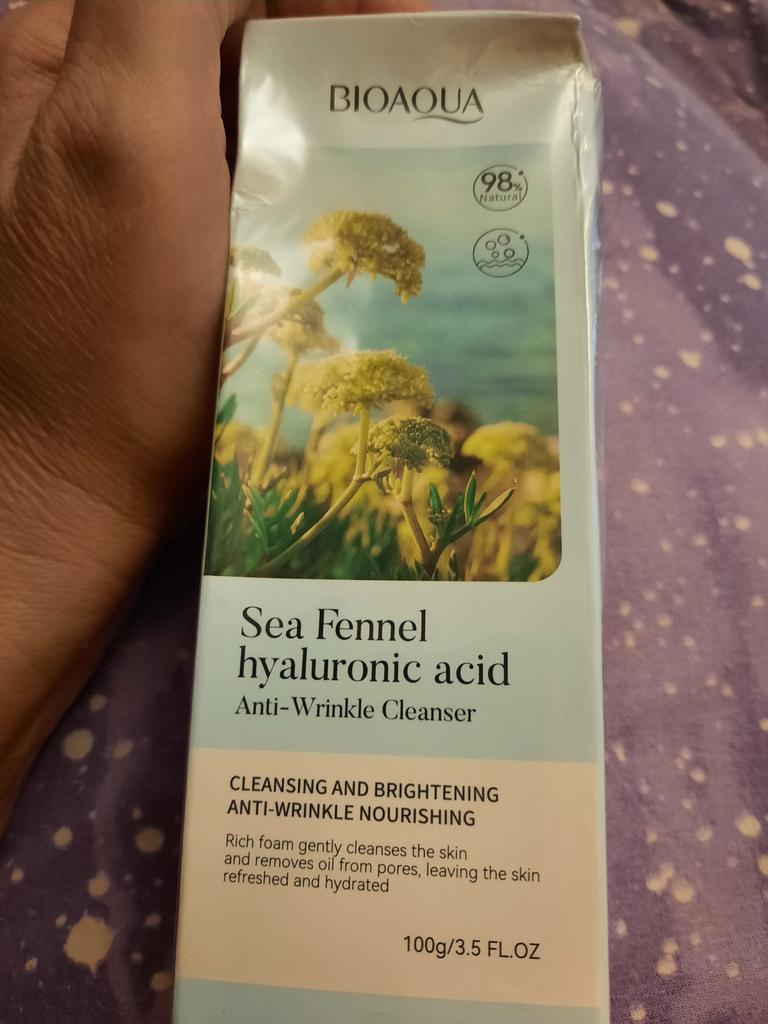 BIOAQUA
98%
Natural
Sea Fennel
hyaluronic acid
Anti-Wrinkle Cleanser
CLEANSING AND BRIGHTENING
ANTI-WRINKLE NOURISHING
Rich foam gently cleanses the skin
and removes oil from pores, leaving the skin
refreshed and hydrated
100g/3.5 FL.OZ